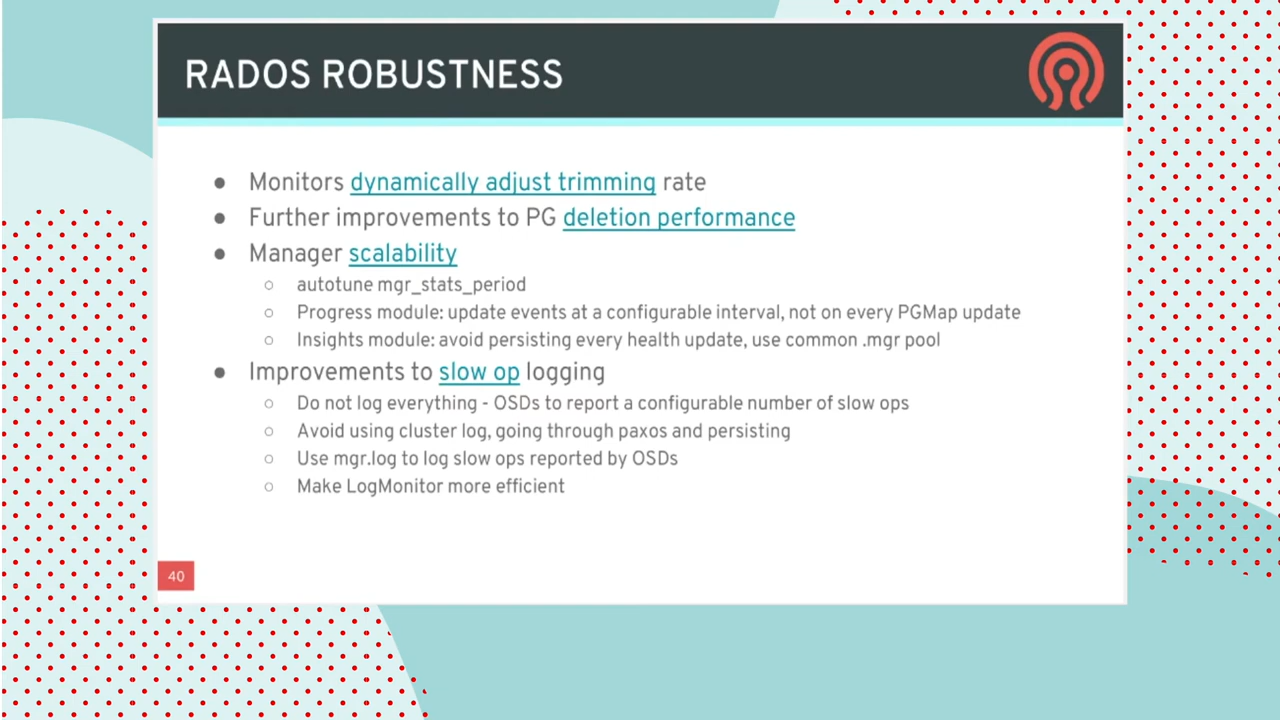 RADOS ROBUSTNESS
● Monitors dynamically adjust trimming rate
● Further improvements to PG deletion performance
● Manager scalability
○ autotune mgr_stats_period
○ Progress module: update events at a configurable interval, not on every PGMap update
○ Insights module: avoid persisting every health update, use common .mgr pool
● Improvements to slow op logging
○ Do not log everything - OSDs to report a configurable number of slow ops
○ Avoid using cluster log, going through paxos and persisting
○ Use mgr.log to log slow ops reported by OSDs
○ Make LogMonitor more efficient
40